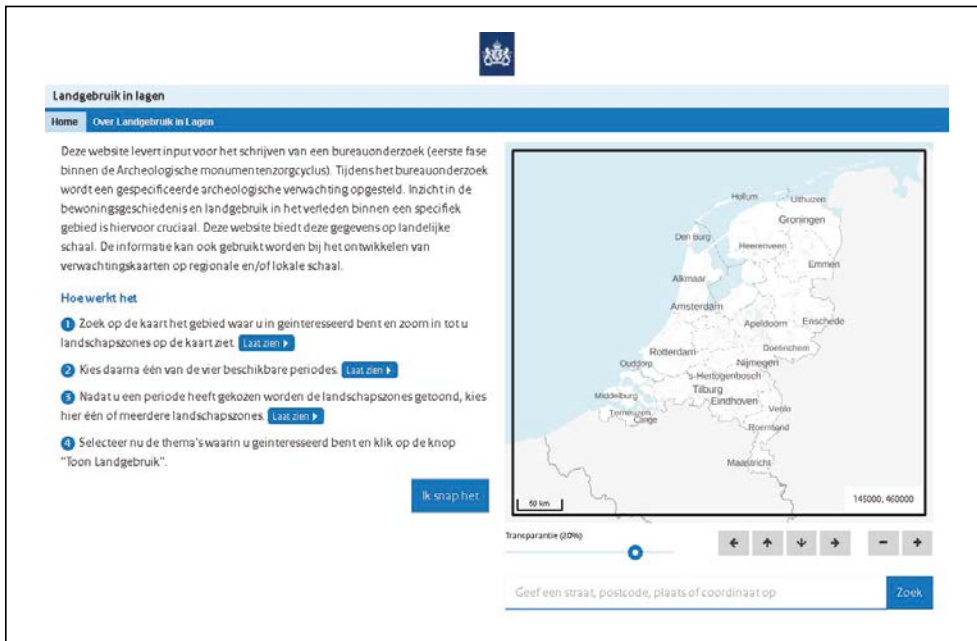 Landgebruik in lagen
Home Over Landgebruik in Lagen
Deze website levert input voor het schrijven van een bureauonderzoek (eerste fase
binnen de Archeologische monumentenzorgcyclus). Tijdens het bureauonderzoek
wordt een gespecificeerde archeologische verwachting opgesteld. Inzicht in de
bewoningsgeschiedenis en landgebruik in het verleden binnen een specifiek
gebied is hiervoor cruciaal. Deze website biedt deze gegevens op landelijke
schaal. De informatie kan ook gebruikt worden bij het ontwikkelen van
verwachtingskaarten op regionale en/of lokale schaal.
Hoe werkt het
1 Zoek op de kaart het gebied waar u in geinteresseerd bent en zoom in tot u
landschapszones op de kaart ziet. Laat zien
2 Kies daarna één van de vier beschikbare periodes. Laat zien
3 Nadat u een periode heeft gekozen worden de landschapszones getoond, kies
hier één of meerdere landschapszones. Laat zien
4 Selecteer nu de thema's waarin u geinteresseerd bent en klik op de knop
"Toon Landgebruik".
Ik snap het
Hollum
Uithuizen
Groningen
Den Burg
Heerenveen
Emmen
Alkmaar
Amsterdam
Apeldoorn
Enschede
Doetinchem
Rotterdam
Ouddorp
Nijmegen
's-Hertogenbosch
Tilburg
Middelburg
Eindhoven
Venlo
Terneuzen
Cange
Roermond
Maastricht
50 km
145000, 460000
Transparantie (20%)
Geef een straat, postcode, plaats of coordinaat op
Zoek